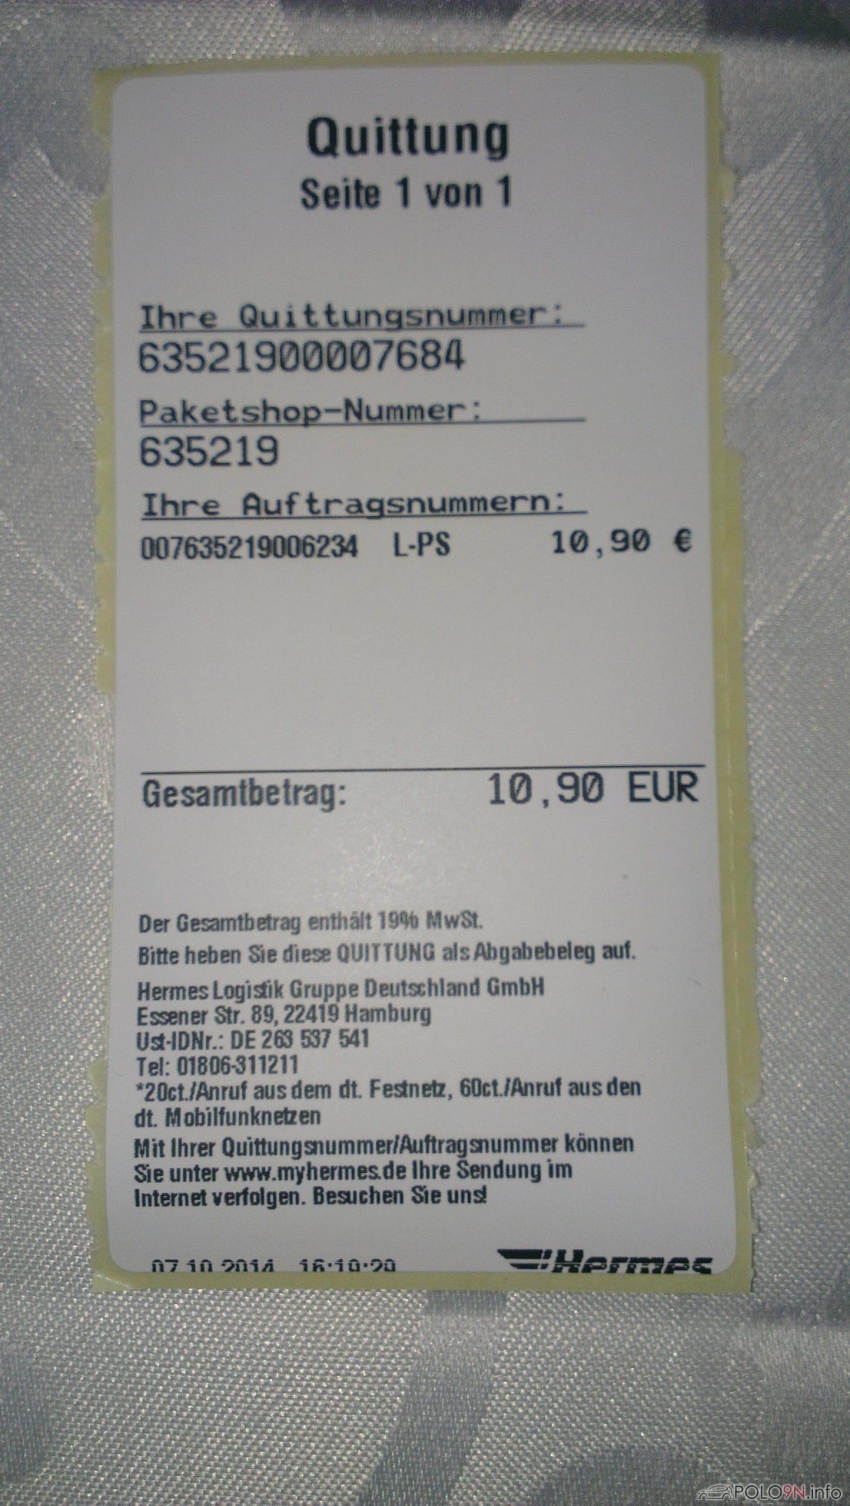 Quittung
Seite 1 von 1
Ihre Quittungsnummer:
63521900007684
Paketshop-Nummer:
635219
Ihre Auftragsnummern:
007635219006234 L-PS 10,90 €
Gesamtbetrag: 10,90 EUR
Der Gesamtbetrag enthält 19% MwSt.
Bitte heben Sie diese QUITTUNG als Abgabebeleg auf.
Hermes Logistik Gruppe Deutschland GmbH
Essener Str. 89, 22419 Hamburg
Ust-IDNr.: DE 263 537 541
Tel: 01806-311211
*20ct./Anruf aus dem dt. Festnetz, 60ct./Anruf aus den
dt. Mobilfunknetzen
Mit Ihrer Quittungsnummer/Auftragsnummer können
Sie unter www.myhermes.de Ihre Sendung im
Internet verfolgen. Besuchen Sie uns!
07.10.2014 Hermes
POLO9N.info